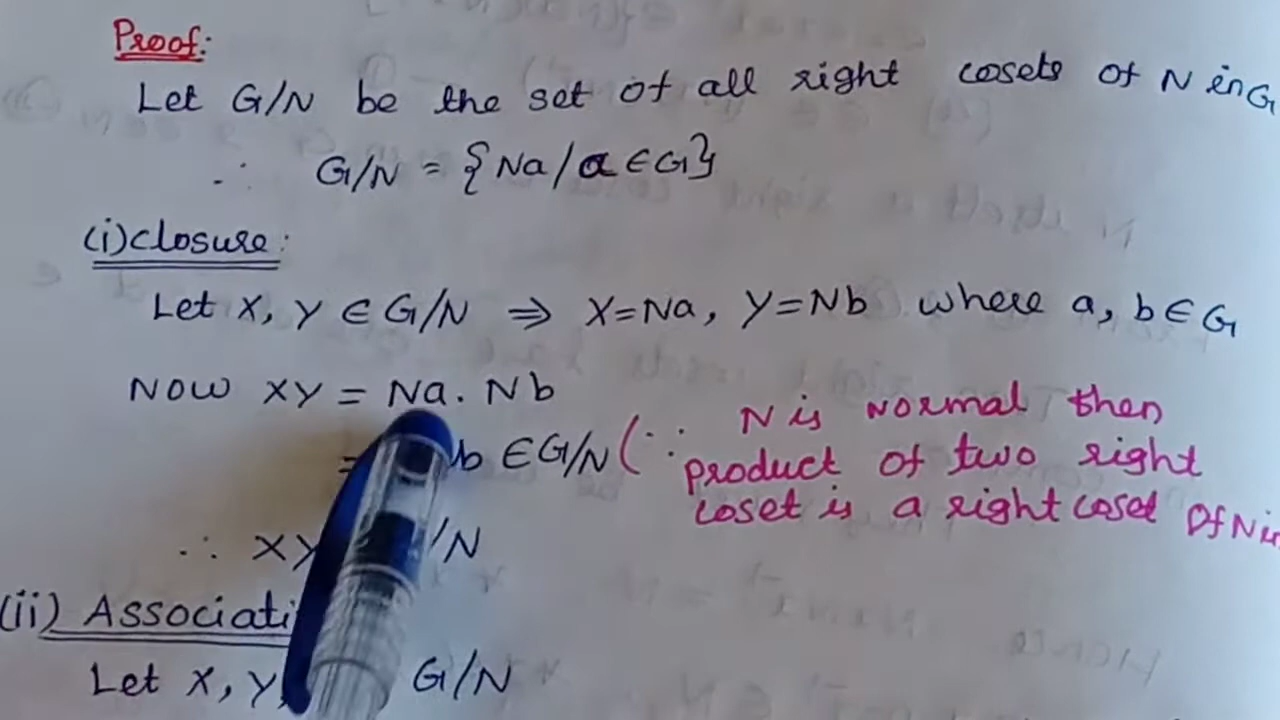 Proof:
Let G/N be the set of all right cosets of N in G
∴ G/N = {Na/a ∈ G}
(i) closure:
Let X, Y ∈ G/N ⇒ X=Na, Y=Nb where a, b ∈ G
Now XY = Na. Nb
= b ∈ G/N (∵ N is normal then
product of two right
coset is a right coset of N in
∴ XY /N
(ii) Associati
Let X, Y, G/N